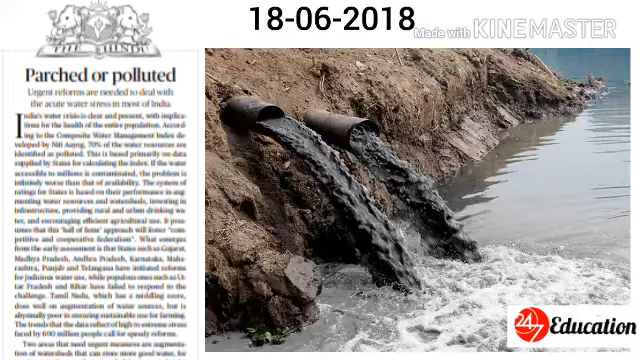 18-06-2018
Made with KINEMASTER
THE HINDU
Parched or polluted
Urgent reforms are needed to deal with
the acute water stress in most of India
India's water crisis is clear and present, with implica-
tions for the health of the entire population. Accord-
ing to the Composite Water Management Index de-
veloped by Niti Aayog, 70% of the water resources are
identified as polluted. This is based primarily on data
supplied by States for calculating the index. If the water
accessible to millions is contaminated, the problem is
infinitely worse than that of availability. The system of
ratings for States is based on their performance in aug-
menting water resources and watersheds, investing in
infrastructure, providing rural and urban drinking wa-
ter, and encouraging efficient agricultural use. It pres-
umes that this 'hall of fame' approach will foster "com-
petitive and cooperative federalism". What emerges
from the early assessment is that States such as Gujarat,
Madhya Pradesh, Andhra Pradesh, Karnataka, Maha-
rashtra, Punjab and Telangana have initiated reforms
for judicious water use, while populous ones such as Ut-
tar Pradesh and Bihar have failed to respond to the
challenge. Tamil Nadu, which has a middling score,
does well on augmentation of water sources, but is
abysmally poor in ensuring sustainable use for farming.
The trends that the data reflect of high to extreme stress
faced by 600 million people call for speedy reforms.
Two areas that need urgent measures are augmenta-
tion of watersheds that can store more good water, for
24/7 Education